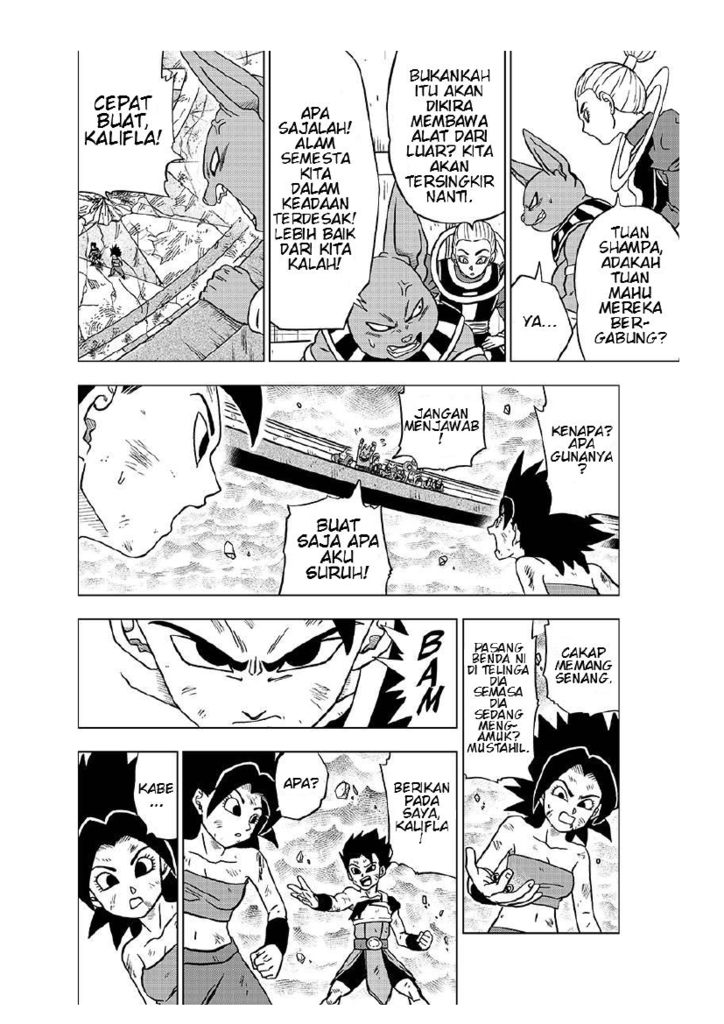 TUAN
SHAMPA,
ADAKAH
TUAN
MAHU
MEREKA
BER-
GABUNG?
YA...
BUKANKAH
ITU AKAN
DIKIRA
MEMBAWA
ALAT DARI
LUAR? KITA
AKAN
TERSINGKIR
NANTI.
APA
SAJALAH!
ALAM
SEMESTA
KITA
DALAM
KEADAAN
TERDESAK!
LEBIH BAIK
DARI KITA
KALAH!
CEPAT
BUAT,
KALIFLA!
KENAPA?
APA
GUNANYA
?
JANGAN
MENJAWAB
!
BUAT
SAJA APA
AKU
SURUH!
CAKAP
MEMANG
SENANG.
PASANG
BENDA NI
DI TELINGA
DIA
SEMASA
DIA
SEDANG
MENG-
AMUK?
MUSTAHIL.
BAM
BERIKAN
PADA
SAYA,
KALIFLA
APA?
KABE
...